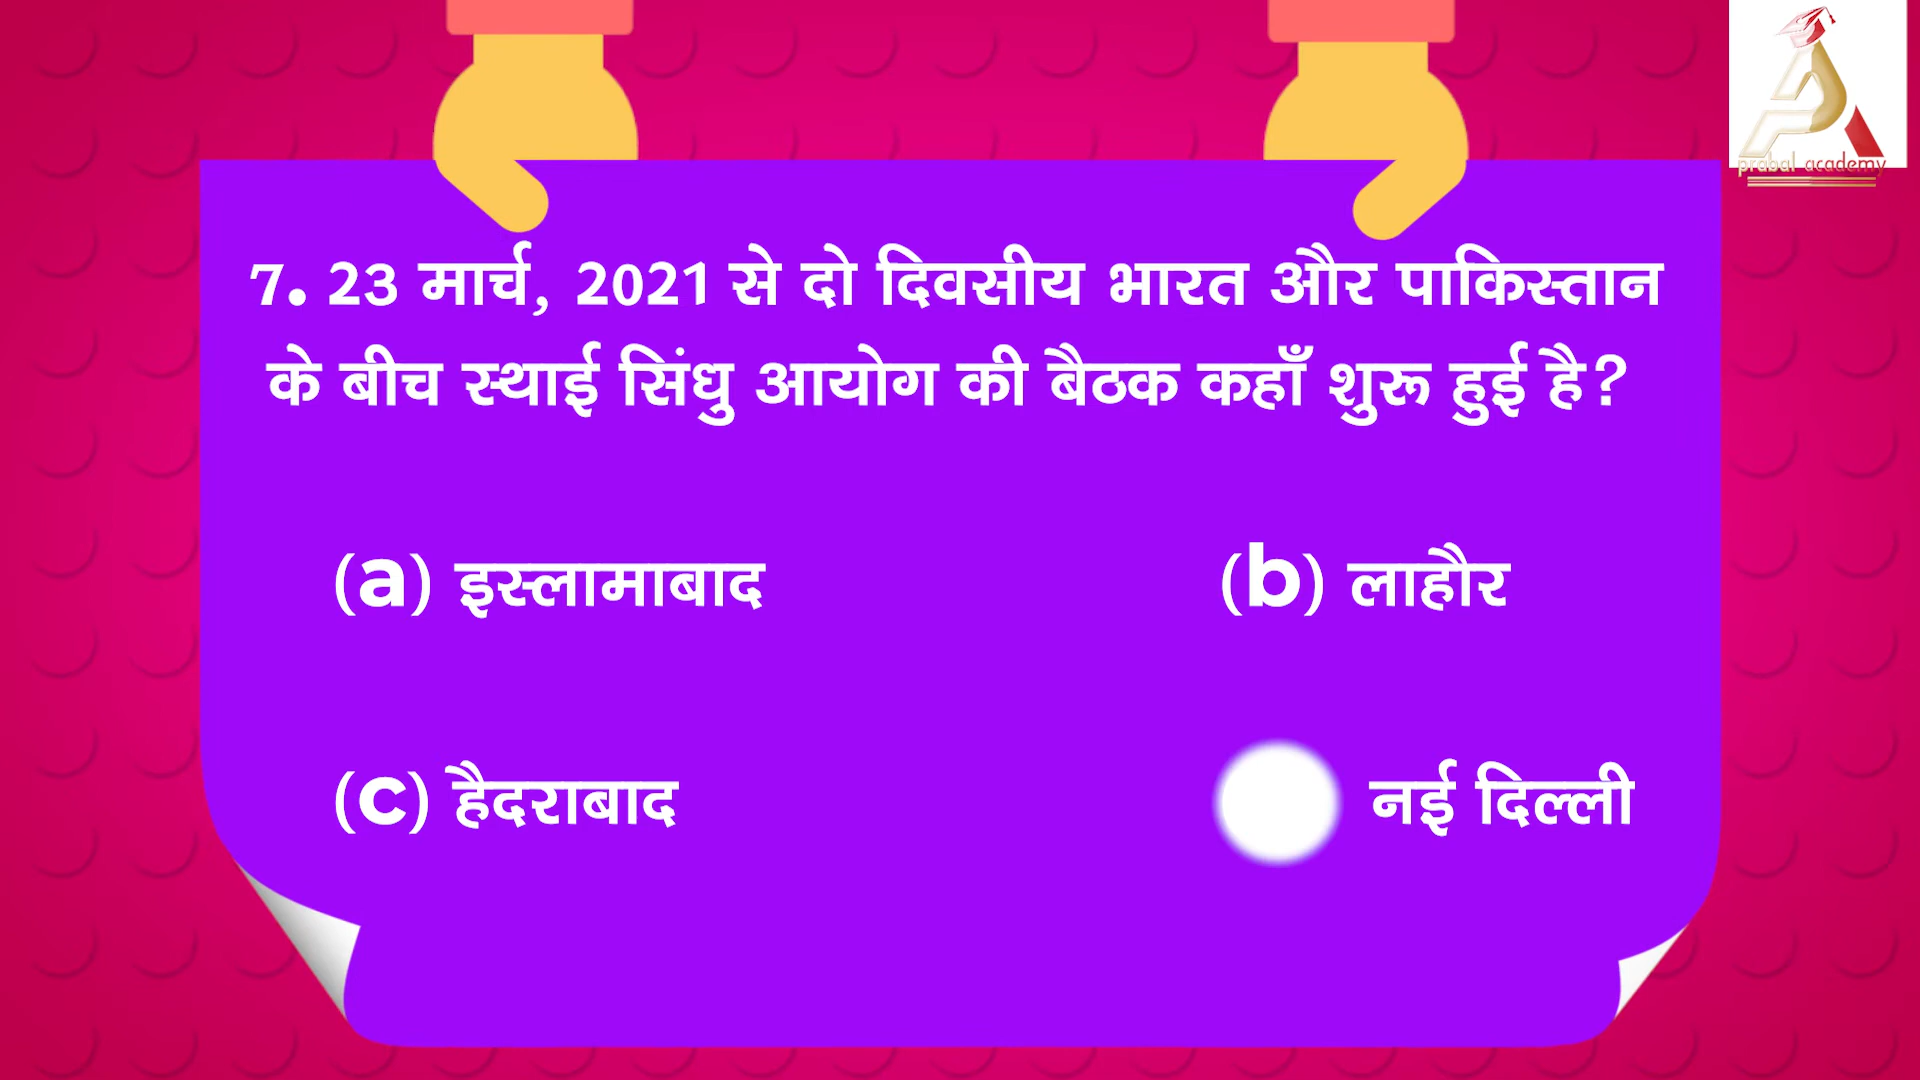 7. 23 मार्च, 2021 से दो दिवसीय भारत और पाकिस्तान
के बीच स्थाई सिंधु आयोग की बैठक कहाँ शुरू हुई है?
(a) इस्लामाबाद
(b) लाहौर
(c) हैदराबाद
नई दिल्ली
prabal academy